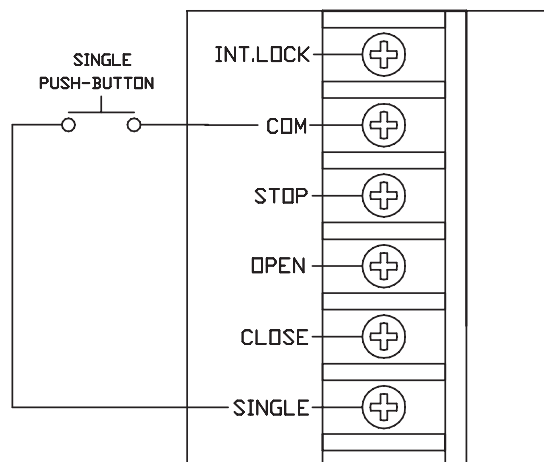 SINGLE
PUSH-BUTTON
INT.LOCK
COM
STOP
OPEN
CLOSE
SINGLE